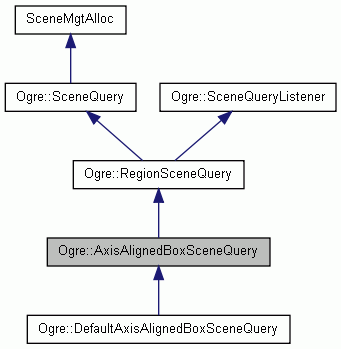 SceneMgtAlloc
Ogre::SceneQuery
Ogre::SceneQueryListener
Ogre::RegionSceneQuery
Ogre::AxisAlignedBoxSceneQuery
Ogre::DefaultAxisAlignedBoxSceneQuery